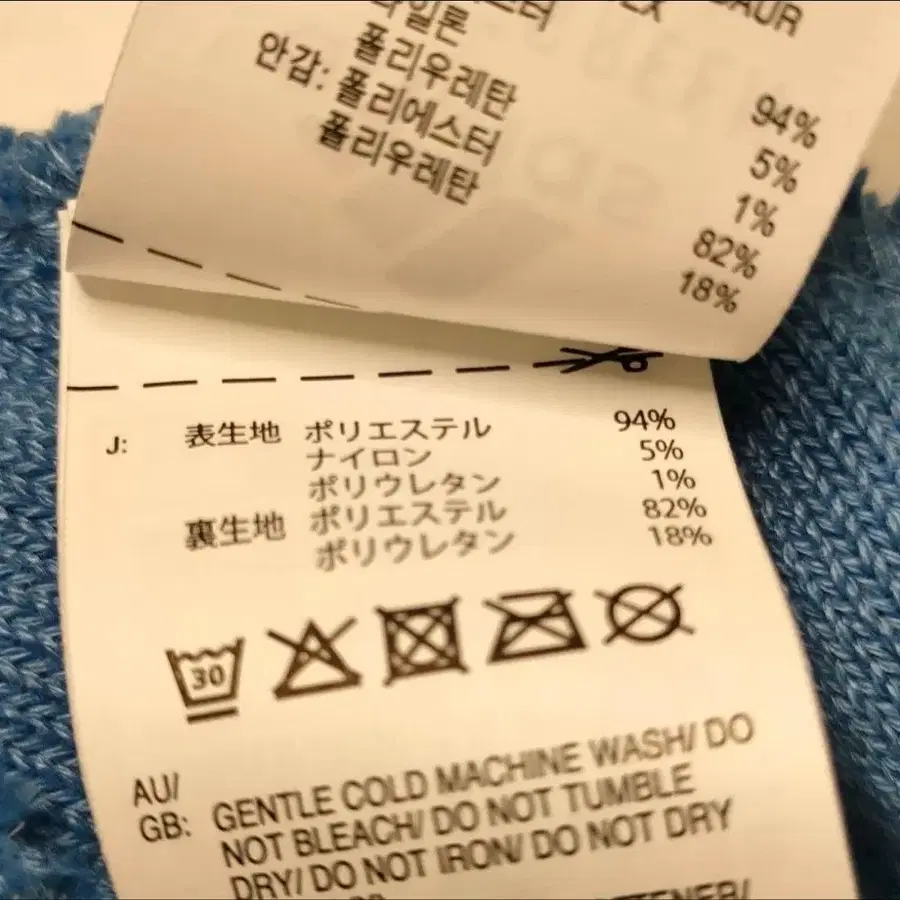 폴리우레탄 94%
안감: 폴리에스터 5%
폴리우레탄 1%
82%
18%
J: 表生地 ポリエステル 94%
ナイロン 5%
ポリウレタン 1%
裏生地 ポリエステル 82%
ポリウレタン 18%
30
AU/ GENTLE COLD MACHINE WASH/ DO
GB: NOT BLEACH/ DO NOT TUMBLE
DRY/ DO NOT IRON/ DO NOT DRY